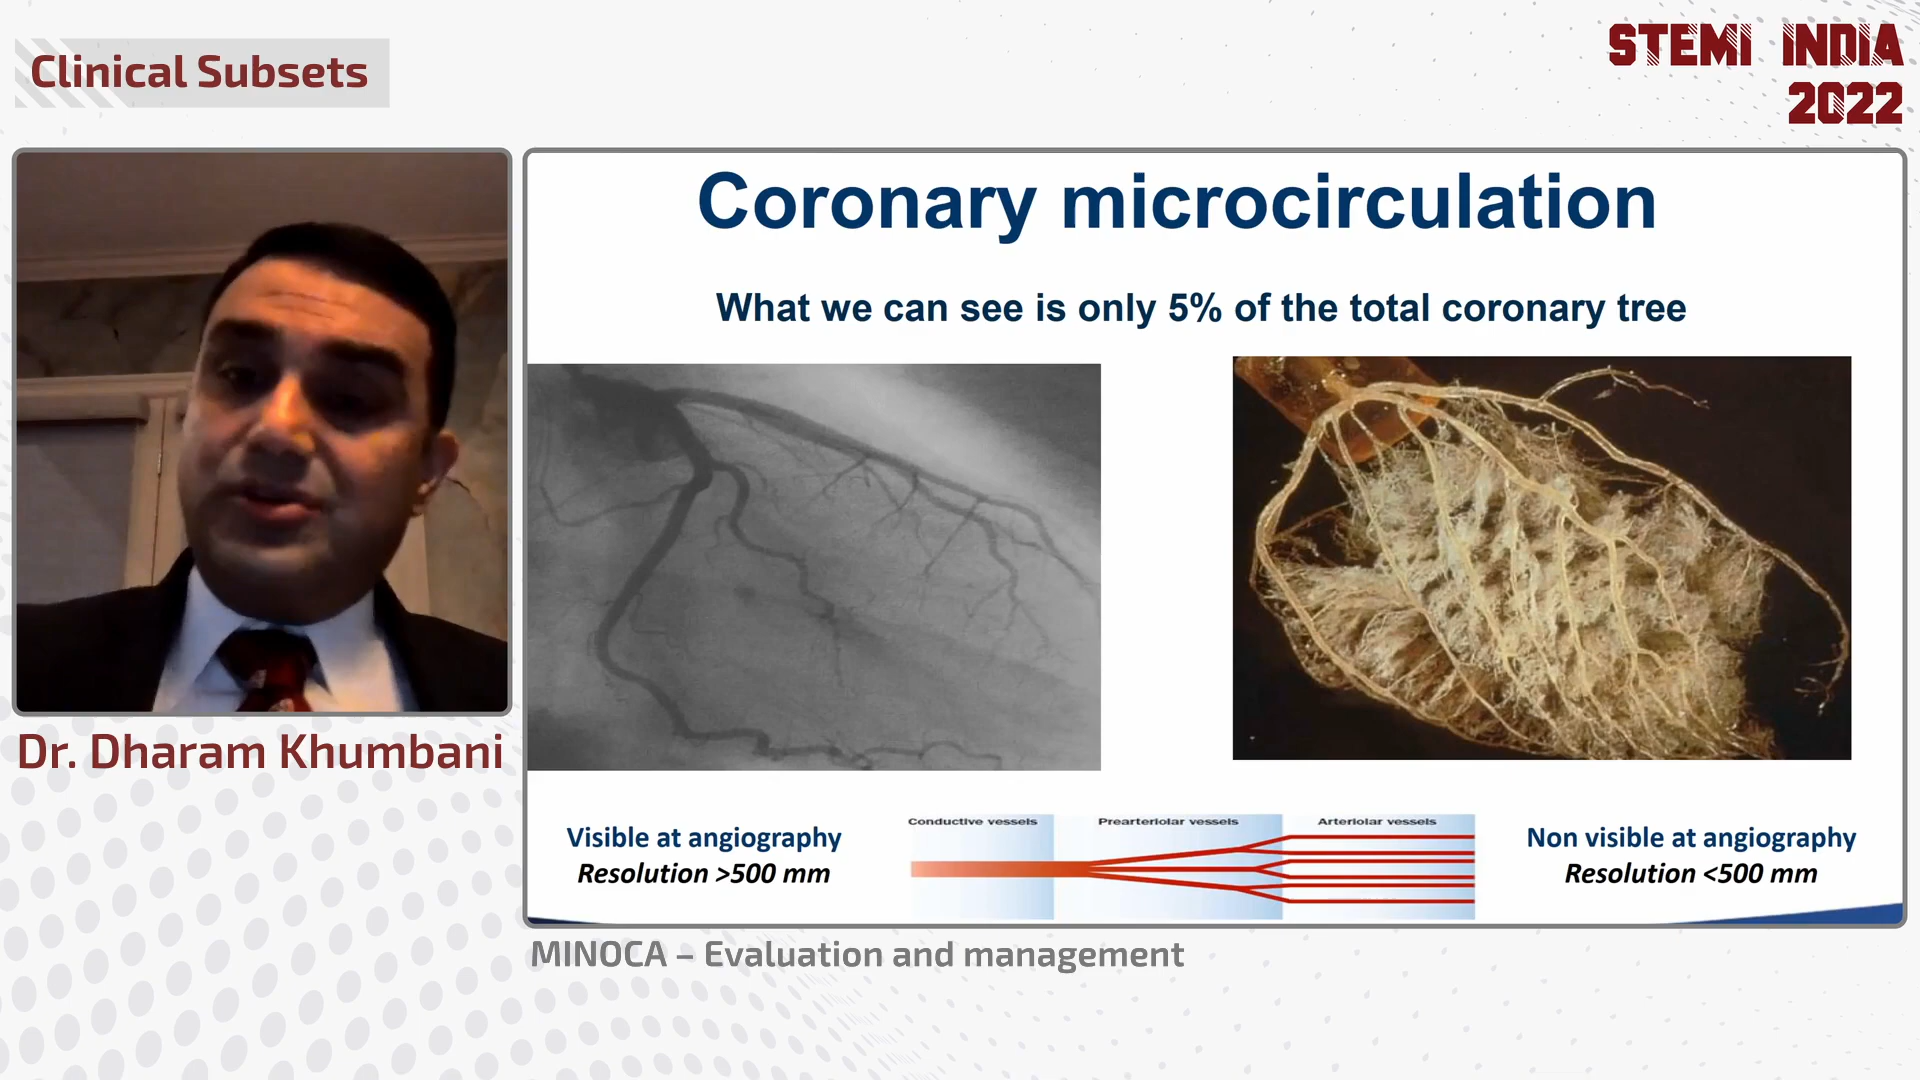 Clinical Subsets
STEMI INDIA
2022
Coronary microcirculation
What we can see is only 5% of the total coronary tree
Conductive vessels
Prearteriolar vessels
Arteriolar vessels
Visible at angiography
Resolution >500 mm
Non visible at angiography
Resolution <500 mm
Dr. Dharam Khumbani
MINOCA – Evaluation and management